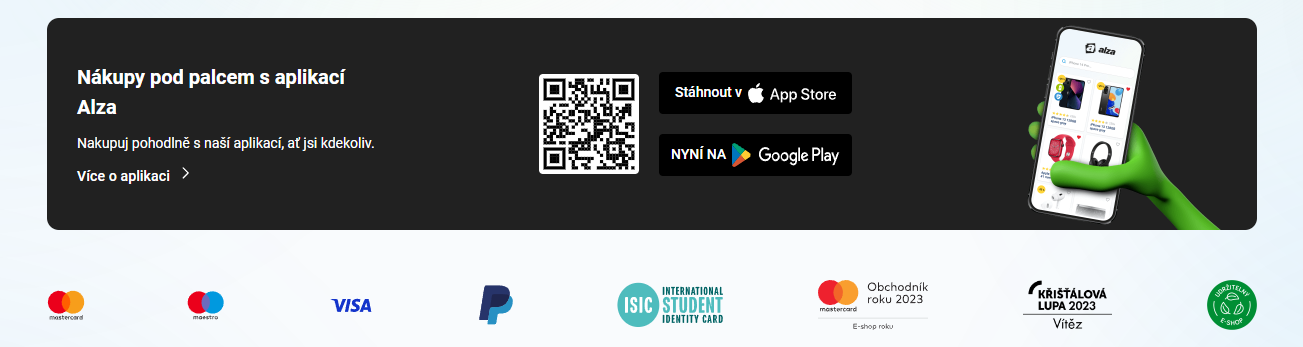 Nákupy pod palcem s aplikací
Alza
Nakupuj pohodlně s naší aplikací, ať jsi kdekoliv.
Více o aplikaci
Stáhnout v App Store
NYNÍ NA Google Play
alza
mastercard
maestro
VISA
ISIC
INTERNATIONAL
STUDENT
IDENTITY CARD
mastercard
Obchodník
roku 2023
E-shop roku
KŘIŠŤÁLOVÁ
LUPA 2023
Vítěz
UDRŽITELNÝ
E-SHOP